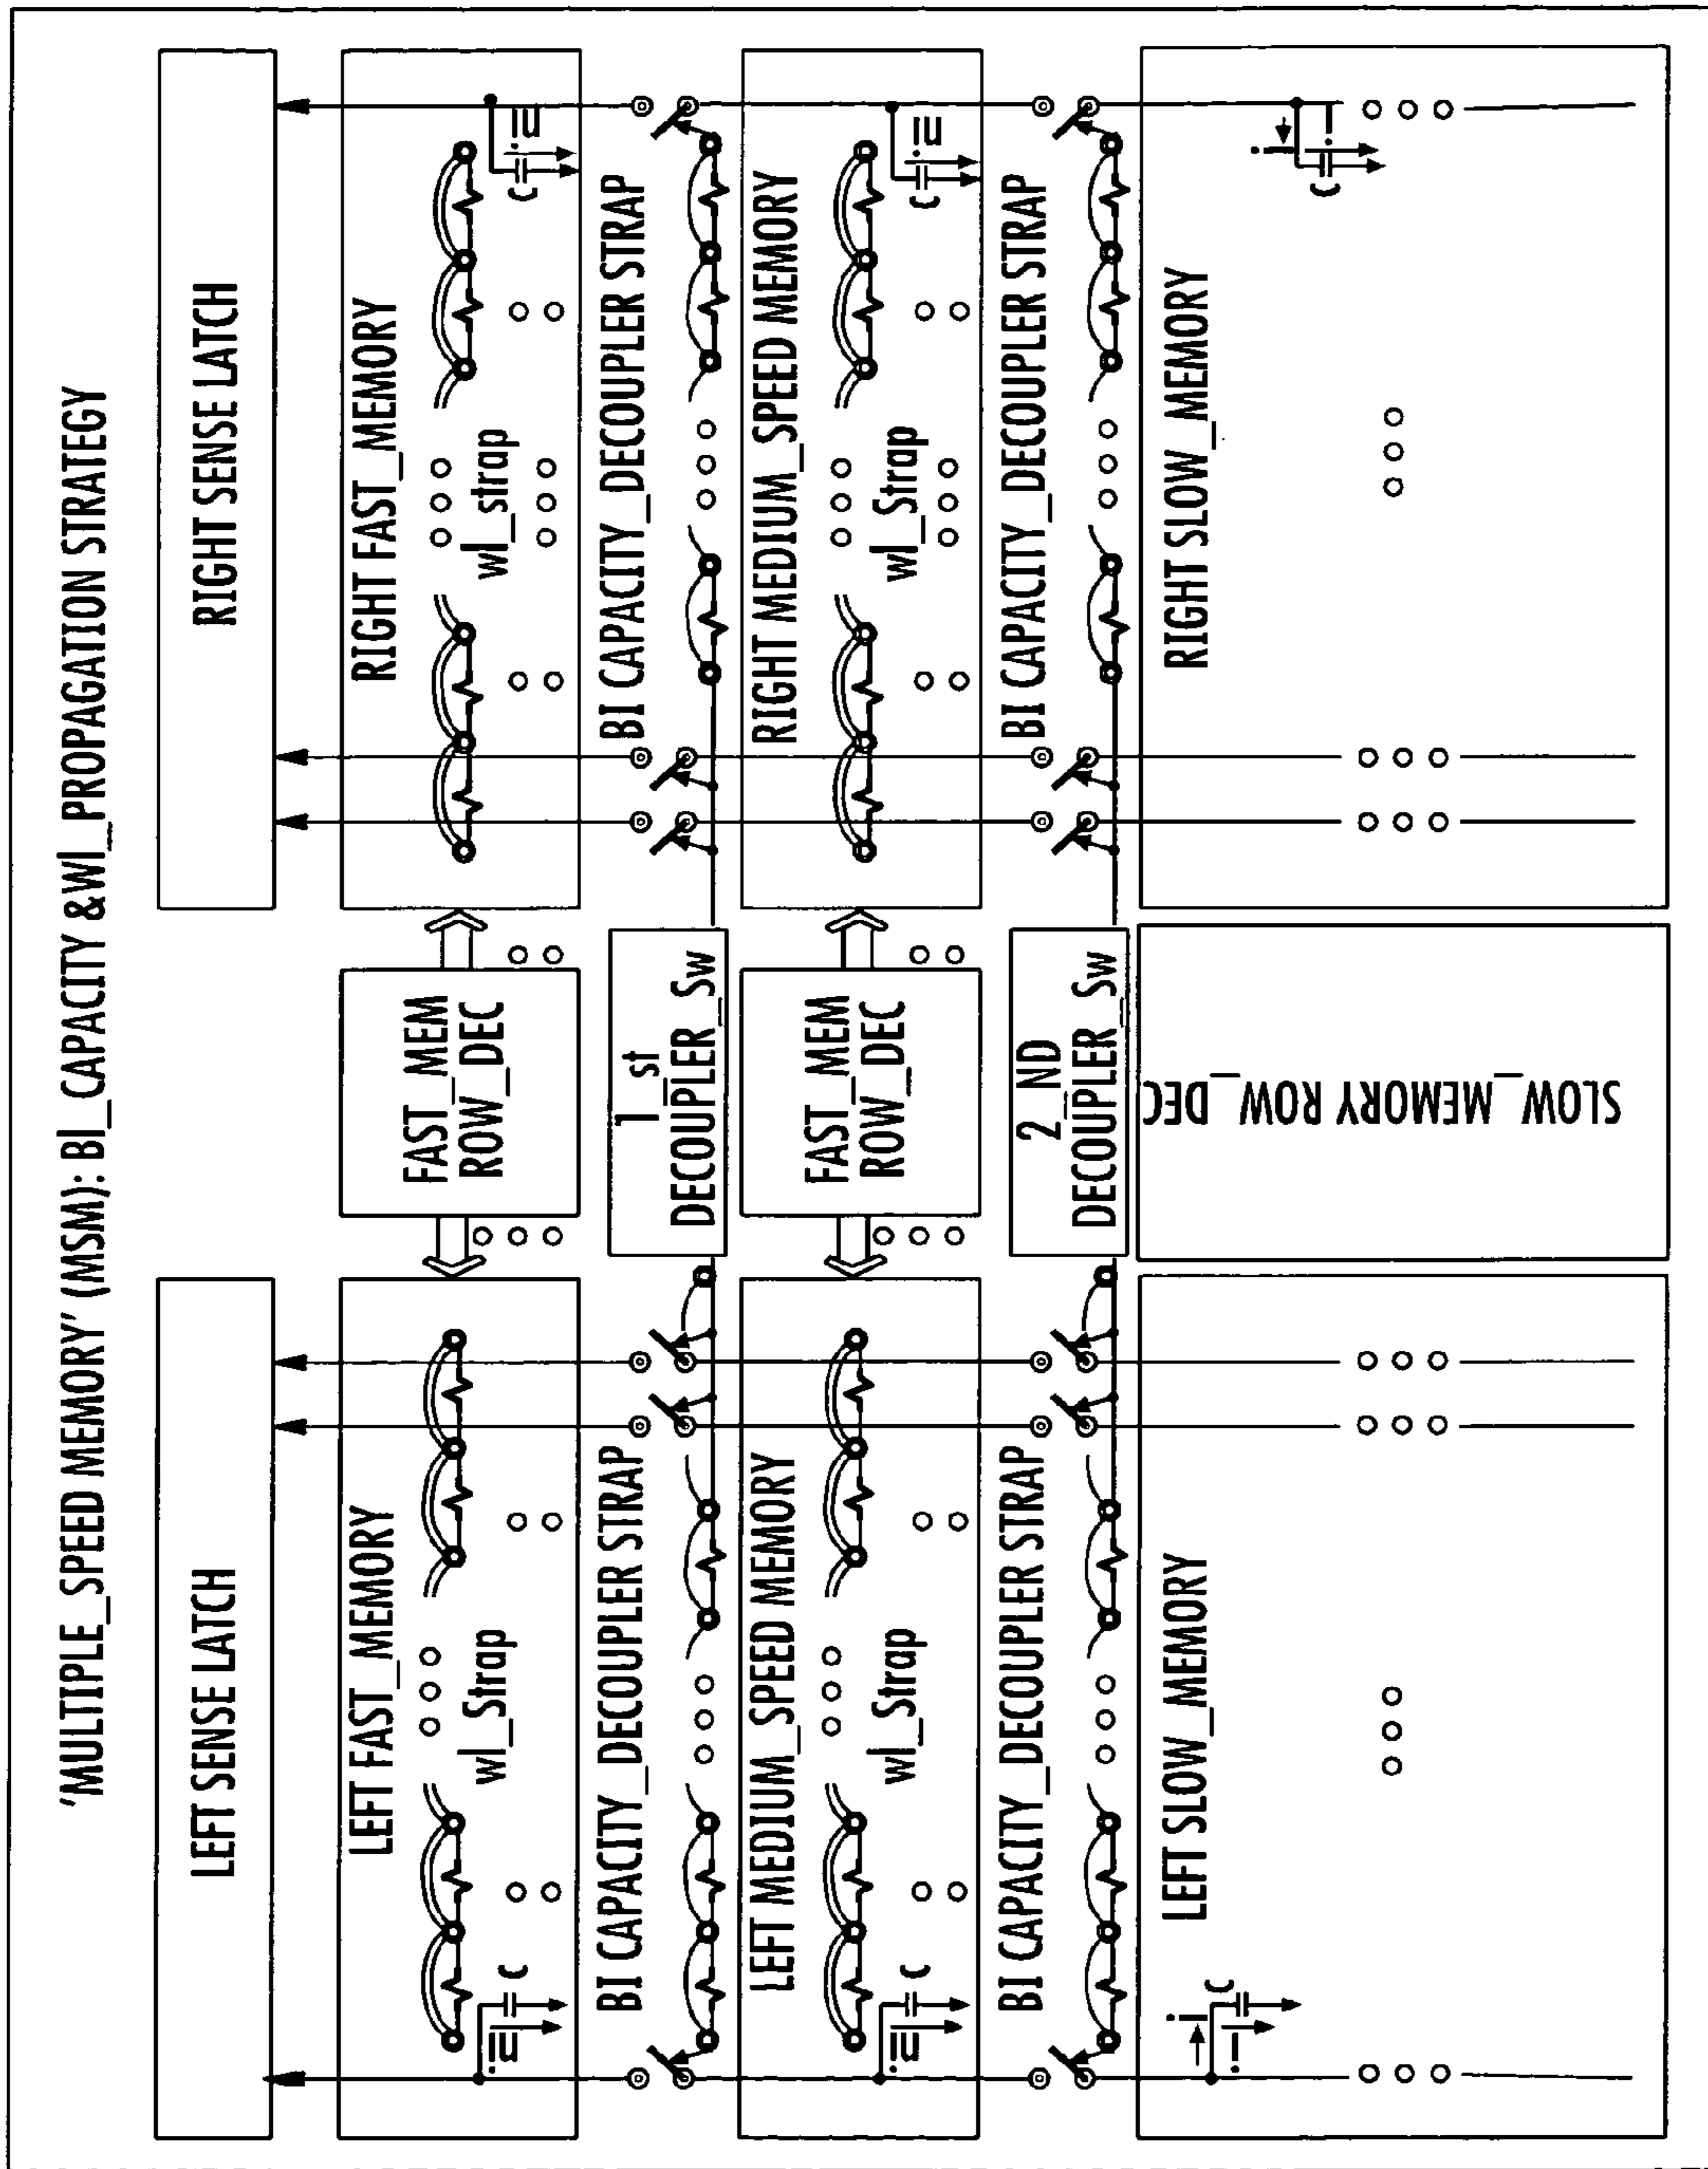 'MULTIPLE_SPEED MEMORY' (MSM): Bl_CAPACITY &Wl_PROPAGATION STRATEGY
LEFT SENSE LATCH
RIGHT SENSE LATCH
LEFT FAST_MEMORY
FAST_MEM
ROW_DEC
RIGHT FAST_MEMORY
wl_Strap
wl_strap
C
C
BI CAPACITY_DECOUPLER STRAP
1_st
DECOUPLER_Sw
BI CAPACITY_DECOUPLER STRAP
LEFT MEDIUM_SPEED MEMORY
FAST_MEM
ROW_DEC
RIGHT MEDIUM_SPEED MEMORY
wl_Strap
wl_Strap
C
C
BI CAPACITY_DECOUPLER STRAP
2_ND
DECOUPLER_Sw
BI CAPACITY_DECOUPLER STRAP
LEFT SLOW_MEMORY
SLOW_MEMORY ROW_DEC
RIGHT SLOW_MEMORY
i
C
i
C